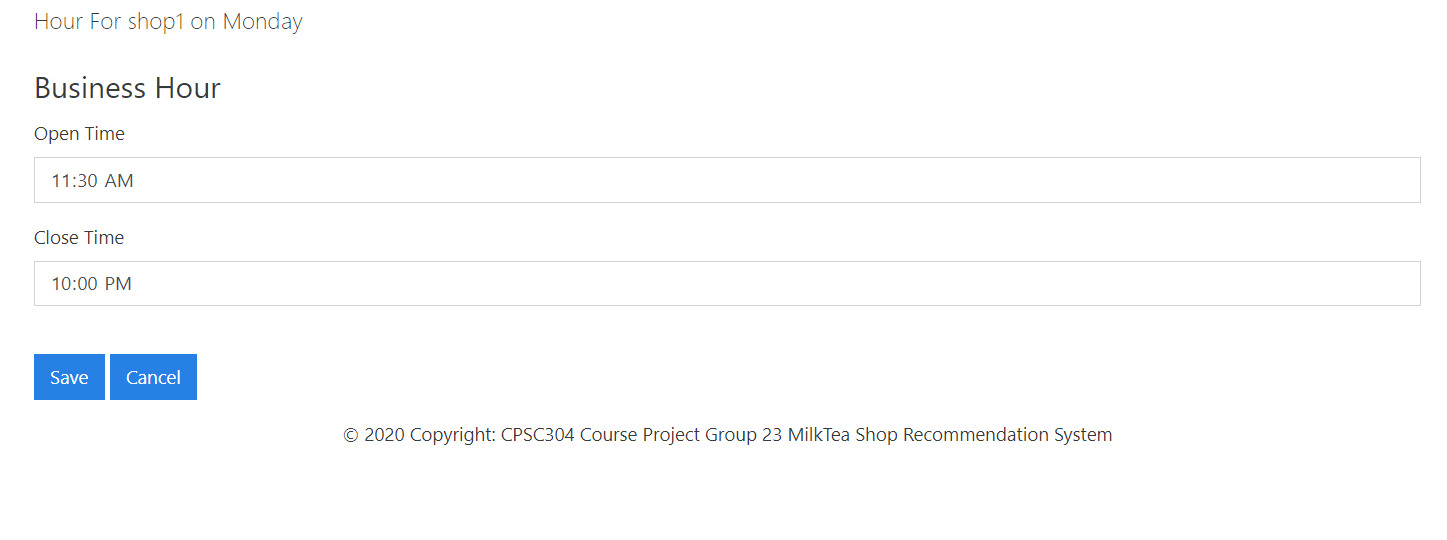 Hour For shop1 on Monday
Business Hour
Open Time
11:30 AM
Close Time
10:00 PM
Save Cancel
© 2020 Copyright: CPSC304 Course Project Group 23 MilkTea Shop Recommendation System